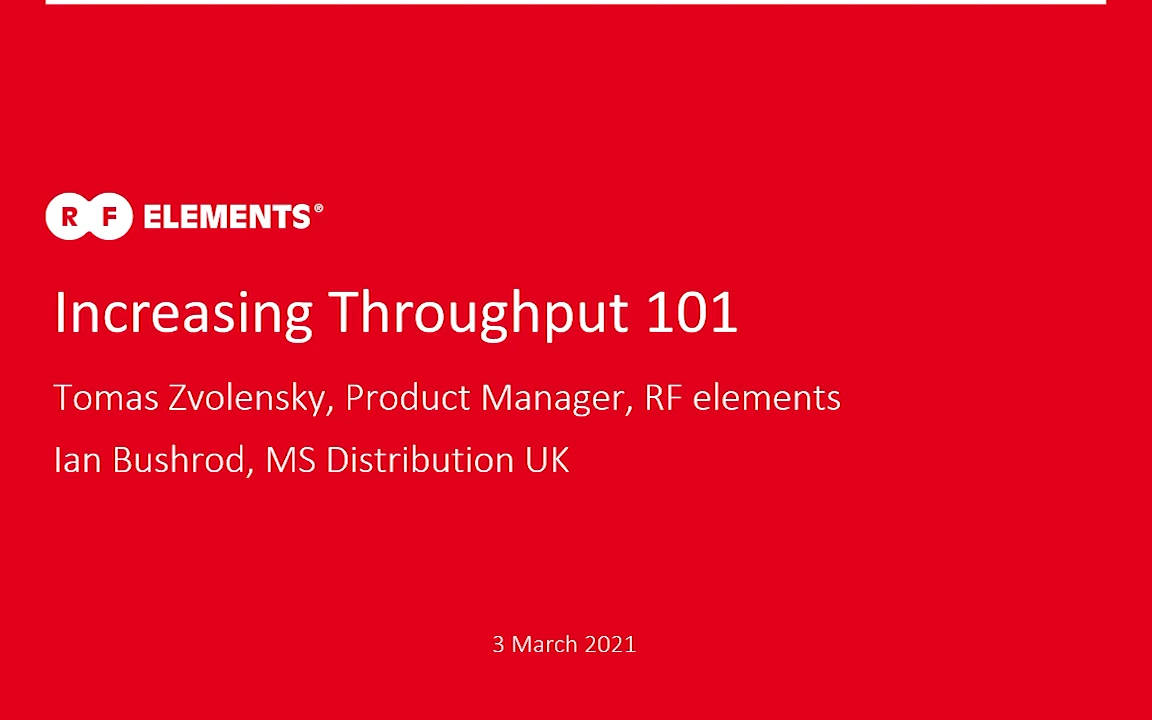 RF ELEMENTS®
Increasing Throughput 101
Tomas Zvolensky, Product Manager, RF elements
Ian Bushrod, MS Distribution UK
3 March 2021